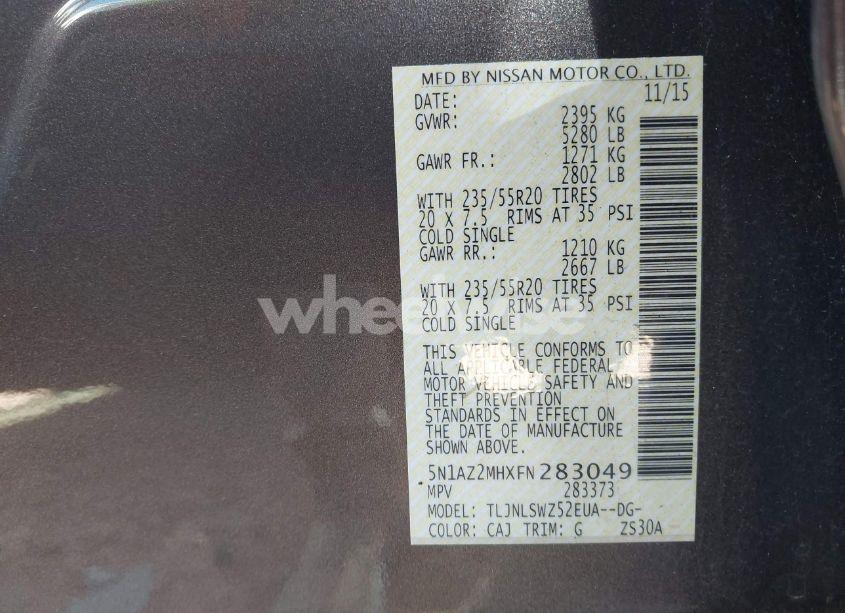 MFD BY NISSAN MOTOR CO., LTD.
DATE: 11/15
GVWR: 2395 KG
5280 LB
GAWR FR.: 1271 KG
2802 LB
WITH 235/55R20 TIRES
20 X 7.5 RIMS AT 35 PSI
COLD SINGLE
GAWR RR.: 1210 KG
2667 LB
WITH 235/55R20 TIRES
20 X 7.5 RIMS AT 35 PSI
COLD SINGLE
THIS VEHICLE CONFORMS TO
ALL APPLICABLE FEDERAL
MOTOR VEHICLE SAFETY AND
THEFT PREVENTION
STANDARDS IN EFFECT ON
THE DATE OF MANUFACTURE
SHOWN ABOVE.
5N1AZ2MHXFN283049
MPV 283373
MODEL: TLJNLSWZ52EUA--DG-
COLOR: CAJ TRIM: G ZS30A